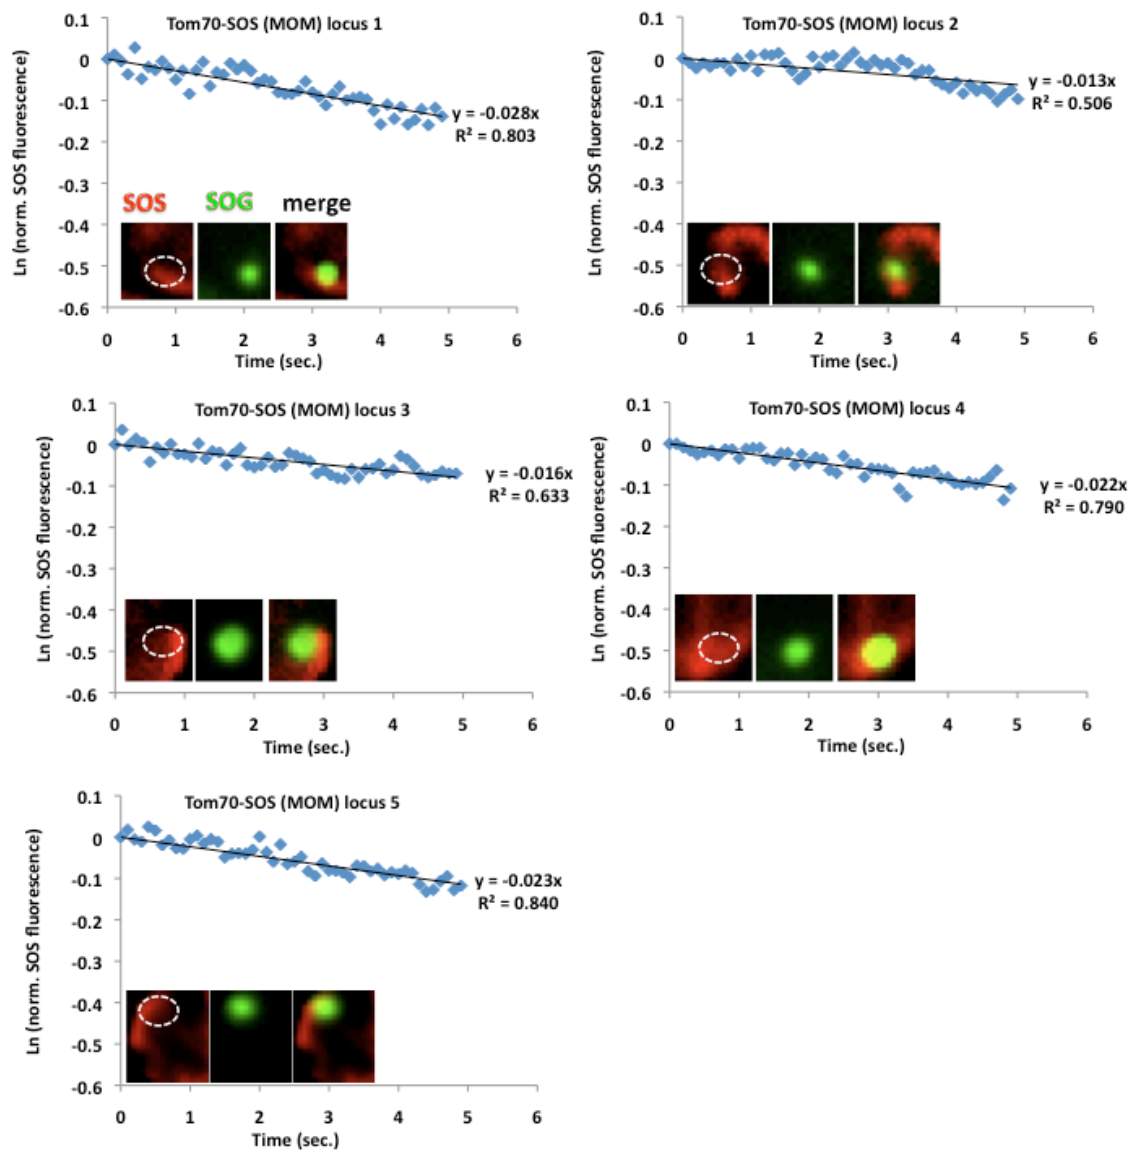 Tom70-SOS (MOM) locus 1
Ln (norm. SOS fluorescence)
0.1
0
-0.1
-0.2
-0.3
-0.4
-0.5
-0.6
y = -0.028x
R² = 0.803
SOS SOG merge
0 1 2 3 4 5 6
Time (sec.)
Tom70-SOS (MOM) locus 2
Ln (norm. SOS fluorescence)
0.1
0
-0.1
-0.2
-0.3
-0.4
-0.5
-0.6
y = -0.013x
R² = 0.506
0 1 2 3 4 5 6
Time (sec.)
Tom70-SOS (MOM) locus 3
Ln (norm. SOS fluorescence)
0.1
0
-0.1
-0.2
-0.3
-0.4
-0.5
-0.6
y = -0.016x
R² = 0.633
0 1 2 3 4 5 6
Time (sec.)
Tom70-SOS (MOM) locus 4
Ln (norm. SOS fluorescence)
0.1
0
-0.1
-0.2
-0.3
-0.4
-0.5
-0.6
y = -0.022x
R² = 0.790
0 1 2 3 4 5 6
Time (sec.)
Tom70-SOS (MOM) locus 5
Ln (norm. SOS fluorescence)
0.1
0
-0.1
-0.2
-0.3
-0.4
-0.5
-0.6
y = -0.023x
R² = 0.840
0 1 2 3 4 5 6
Time (sec.)